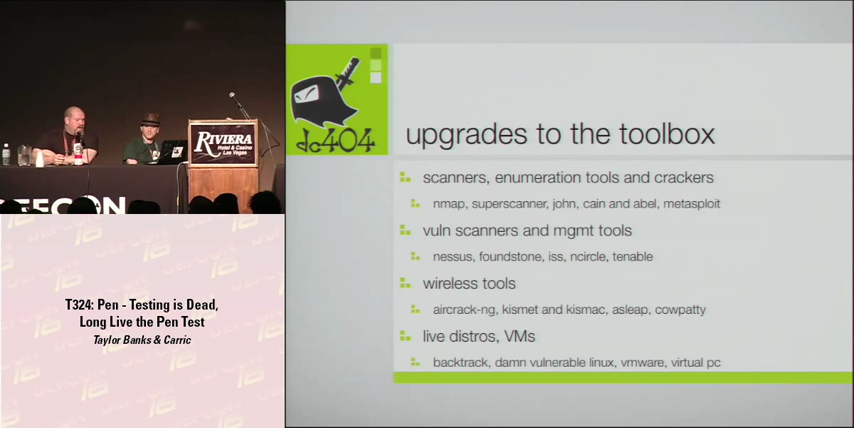 RIVIERA
Hotel & Casino
Las Vegas
DEFCON
T324: Pen - Testing is Dead,
Long Live the Pen Test
Taylor Banks & Carric
dc404
upgrades to the toolbox
scanners, enumeration tools and crackers
nmap, superscanner, john, cain and abel, metasploit
vuln scanners and mgmt tools
nessus, foundstone, iss, ncircle, tenable
wireless tools
aircrack-ng, kismet and kismac, asleap, cowpatty
live distros, VMs
backtrack, damn vulnerable linux, vmware, virtual pc